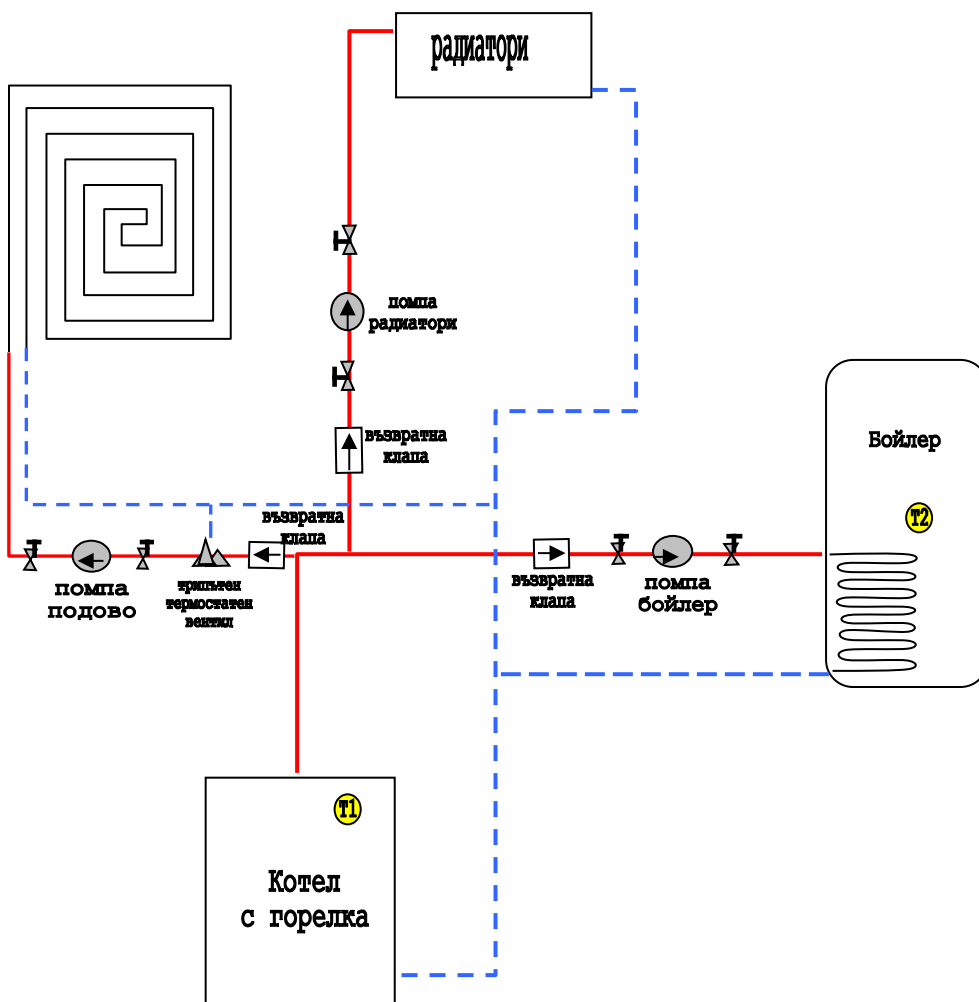 радиатори
помпа
радиатори
възвратна
клапа
Бойлер
T2
възвратна
клапа
помпа
подово
трипътен
термостатен
вентил
възвратна
клапа
помпа
бойлер
T1
Котел
с горелка